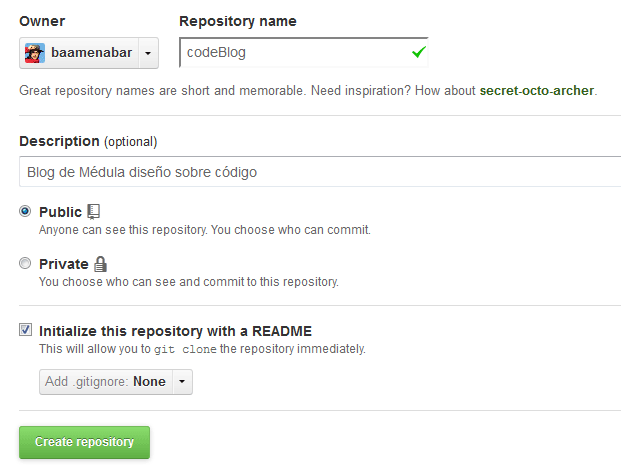 Owner Repository name
baamenabar codeBlog
Great repository names are short and memorable. Need inspiration? How about secret-octo-archer.
Description (optional)
Blog de Médula diseño sobre código
Public
Anyone can see this repository. You choose who can commit.
Private
You choose who can see and commit to this repository.
Initialize this repository with a README
This will allow you to git clone the repository immediately.
Add .gitignore: None
Create repository